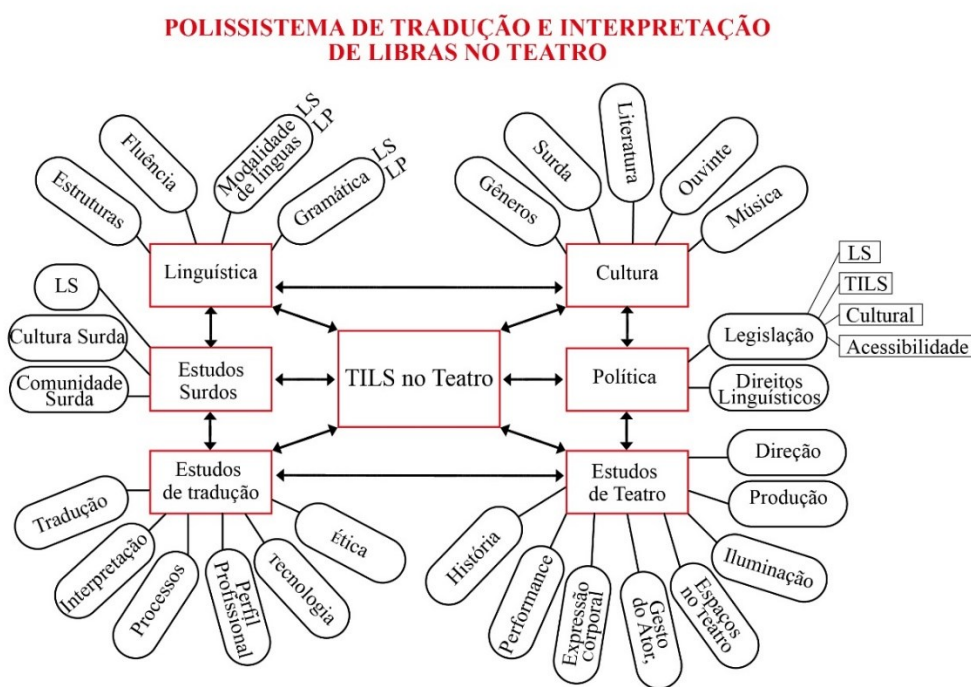 POLISSISTEMA DE TRADUÇÃO E INTERPRETAÇÃO
DE LIBRAS NO TEATRO
Estruturas
Fluência
Modalidade
de linguas
LS
LP
Gramática
LS
LP
Linguística
Gêneros
Surda
Literatura
Ouvinte
Música
Cultura
LS
Cultura Surda
Comunidade
Surda
Estudos
Surdos
TILS no Teatro
Política
Legislação
LS
TILS
Cultural
Acessibilidade
Direitos
Linguísticos
Estudos
de tradução
Tradução
Interpretação
Processos
Perfil
Profissional
Tecnologia
Ética
Estudos
de Teatro
História
Performance
Expressão
corporal
Gesto
do Ator,
Espaços
no Teatro
Iluminação
Produção
Direção